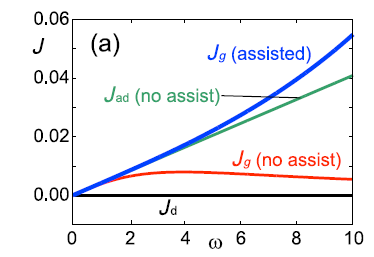 0.06
J
(a)
J_g (assisted)
0.04
J_ad (no assist)
0.02
J_g (no assist)
0.00
J_d
0 2 4 ω 6 8 10